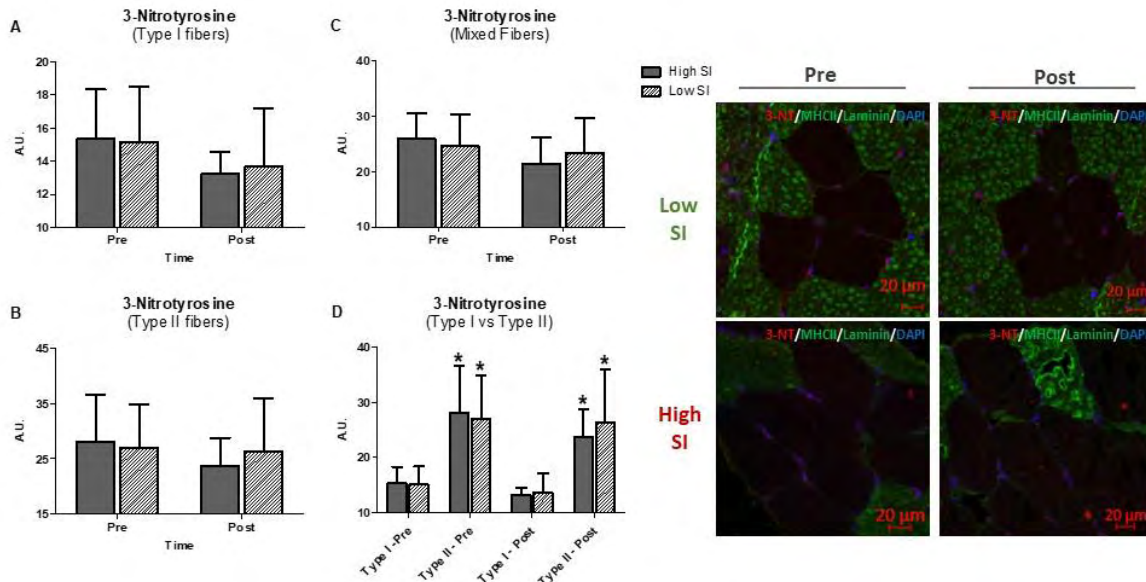 A
3-Nitrotyrosine
(Type I fibers)
A.U.
20
18
16
14
12
10
Pre
Post
Time
C
3-Nitrotyrosine
(Mixed Fibers)
A.U.
40
30
20
10
Pre
Post
Time
High SI
Low SI
B
3-Nitrotyrosine
(Type II fibers)
A.U.
45
35
25
15
Pre
Post
Time
D
3-Nitrotyrosine
(Type I vs Type II)
A.U.
40
30
20
10
* * * *
Type I -Pre
Type II - Pre
Type I - Post
Type II - Post
Pre
Post
Low
SI
3-NT/MHCII/Laminin/DAPI
20 µm
3-NT/MHCII/Laminin/DAPI
20 µm
High
SI
3-NT/MHCII/Laminin/DAPI
20 µm
3-NT/MHCII/Laminin/DAPI
20 µm